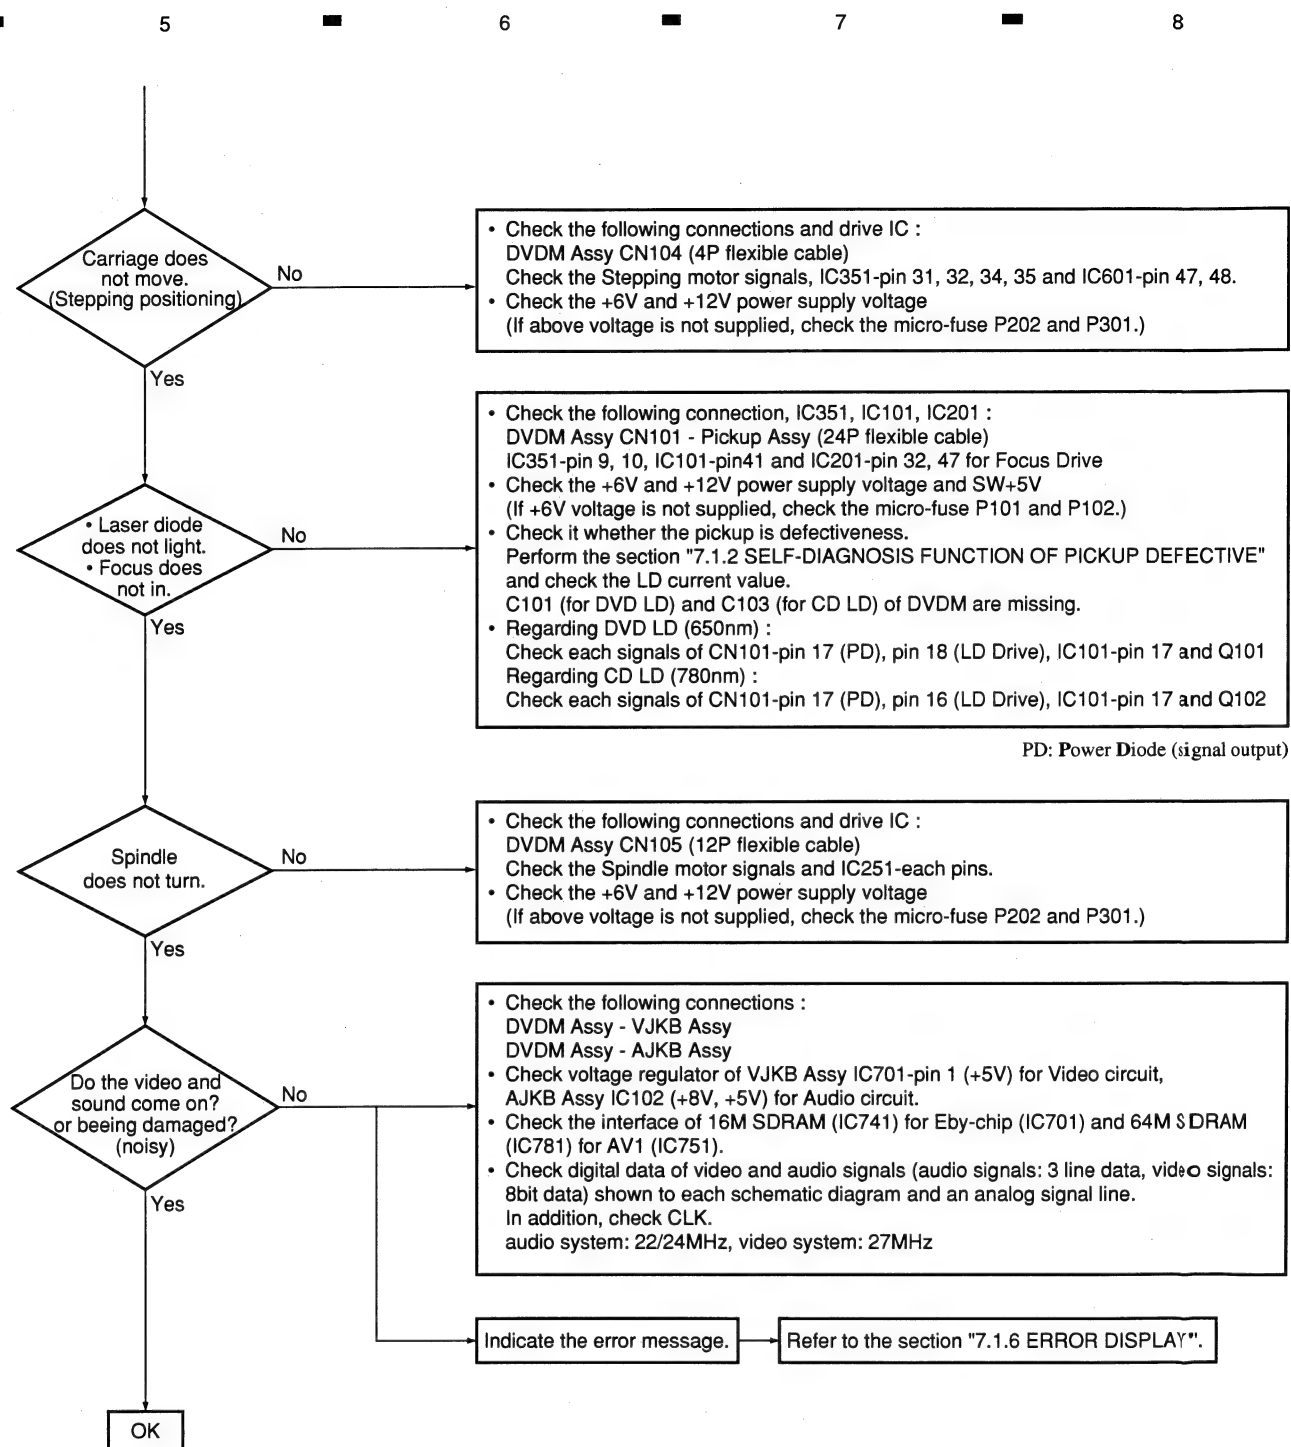 5 6 7 8
Carriage does
not move.
(Stepping positioning)
No
Yes
• Check the following connections and drive IC :
DVDM Assy CN104 (4P flexible cable)
Check the Stepping motor signals, IC351-pin 31, 32, 34, 35 and IC601-pin 47, 48.
• Check the +6V and +12V power supply voltage
(If above voltage is not supplied, check the micro-fuse P202 and P301.)
• Laser diode
does not light.
• Focus does
not in.
No
Yes
• Check the following connection, IC351, IC101, IC201 :
DVDM Assy CN101 - Pickup Assy (24P flexible cable)
IC351-pin 9, 10, IC101-pin41 and IC201-pin 32, 47 for Focus Drive
• Check the +6V and +12V power supply voltage and SW+5V
(If +6V voltage is not supplied, check the micro-fuse P101 and P102.)
• Check it whether the pickup is defectiveness.
Perform the section "7.1.2 SELF-DIAGNOSIS FUNCTION OF PICKUP DEFECTIVE"
and check the LD current value.
C101 (for DVD LD) and C103 (for CD LD) of DVDM are missing.
• Regarding DVD LD (650nm) :
Check each signals of CN101-pin 17 (PD), pin 18 (LD Drive), IC101-pin 17 and Q101
Regarding CD LD (780nm) :
Check each signals of CN101-pin 17 (PD), pin 16 (LD Drive), IC101-pin 17 and Q102
PD: Power Diode (signal output)
Spindle
does not turn.
No
Yes
• Check the following connections and drive IC :
DVDM Assy CN105 (12P flexible cable)
Check the Spindle motor signals and IC251-each pins.
• Check the +6V and +12V power supply voltage
(If above voltage is not supplied, check the micro-fuse P202 and P301.)
Do the video and
sound come on?
or beeing damaged?
(noisy)
No
Yes
• Check the following connections :
DVDM Assy - VJKB Assy
DVDM Assy - AJKB Assy
• Check voltage regulator of VJKB Assy IC701-pin 1 (+5V) for Video circuit,
AJKB Assy IC102 (+8V, +5V) for Audio circuit.
• Check the interface of 16M SDRAM (IC741) for Eby-chip (IC701) and 64M SDRAM
(IC781) for AV1 (IC751).
• Check digital data of video and audio signals (audio signals: 3 line data, video signals:
8bit data) shown to each schematic diagram and an analog signal line.
In addition, check CLK.
audio system: 22/24MHz, video system: 27MHz
Indicate the error message.
Refer to the section "7.1.6 ERROR DISPLAY".
OK